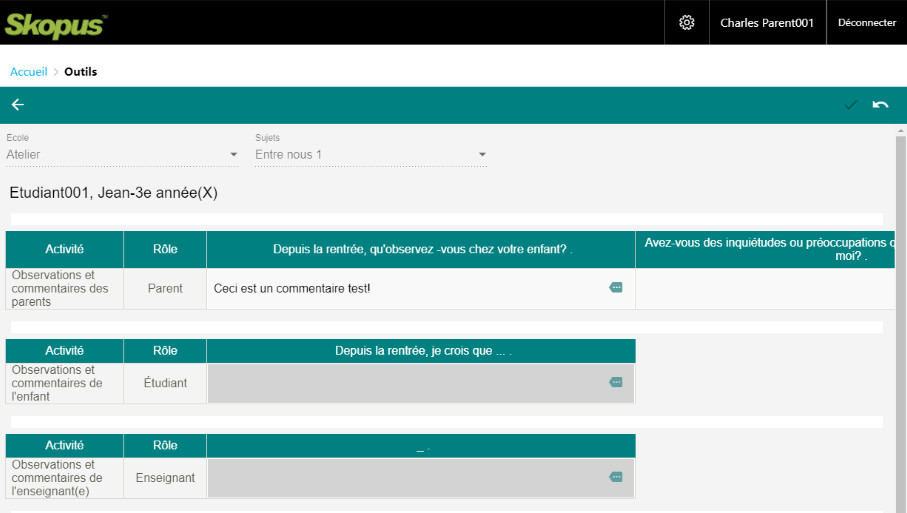 Skopus™
Charles Parent001
Déconnecter
Accueil > Outils
Ecole
Atelier
Sujets
Entre nous 1
Etudiant001, Jean-3e année(X)
Activité
Rôle
Depuis la rentrée, qu'observez -vous chez votre enfant? .
Avez-vous des inquiétudes ou préoccupations
moi? .
Observations et
commentaires des
parents
Parent
Ceci est un commentaire test!
Activité
Rôle
Depuis la rentrée, je crois que ... .
Observations et
commentaires de
l'enfant
Étudiant
Activité
Rôle
_ .
Observations et
commentaires de
l'enseignant(e)
Enseignant